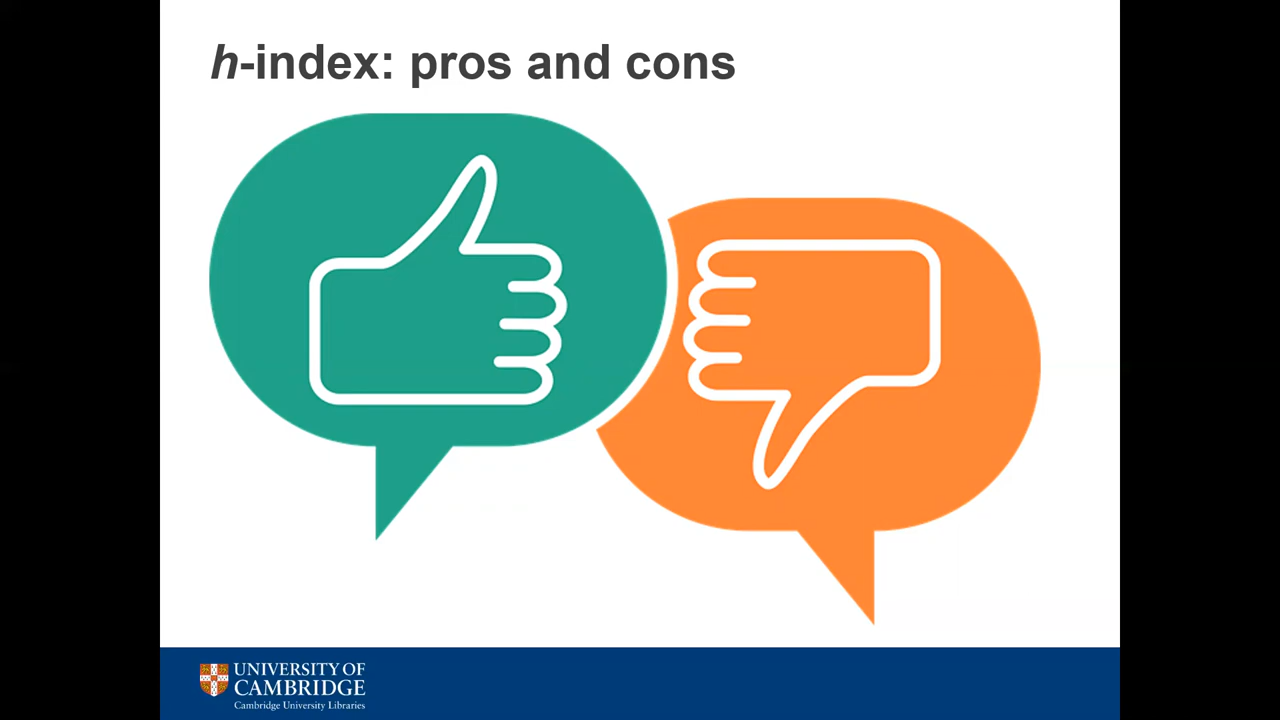 h-index: pros and cons
UNIVERSITY OF
CAMBRIDGE
Cambridge University Libraries